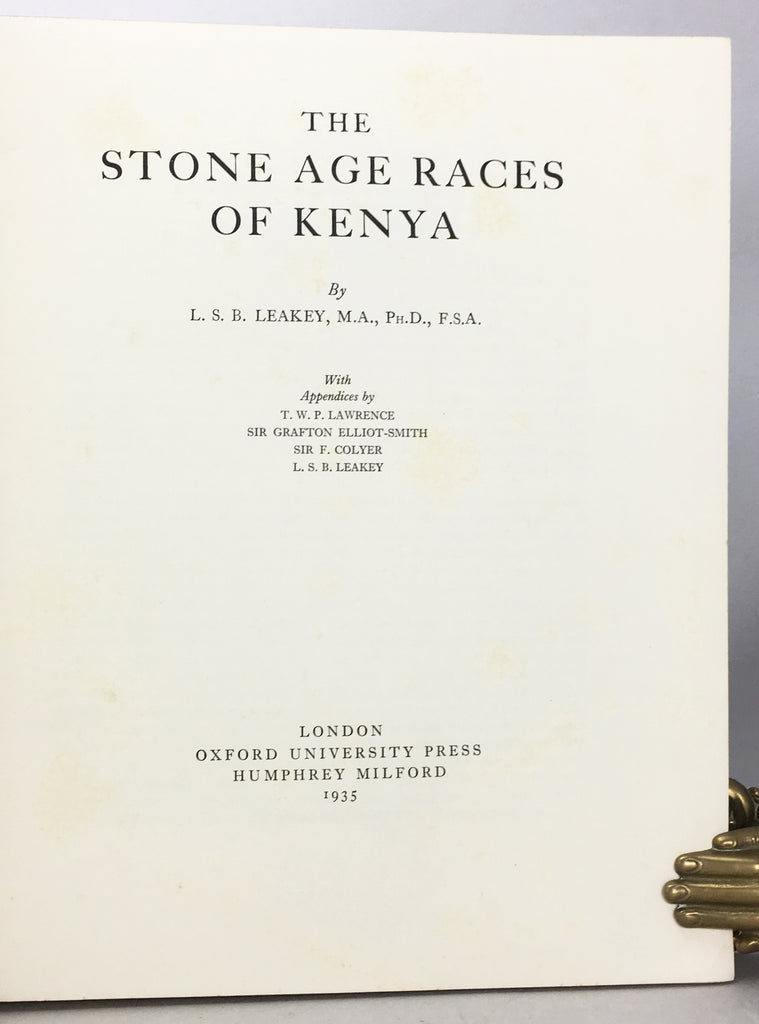 THE
STONE AGE RACES
OF KENYA
By
L. S. B. LEAKEY, M.A., Ph.D., F.S.A.
With
Appendices by
T. W. P. LAWRENCE
SIR GRAFTON ELLIOT-SMITH
SIR F. COLYER
L. S. B. LEAKEY
LONDON
OXFORD UNIVERSITY PRESS
HUMPHREY MILFORD
1935